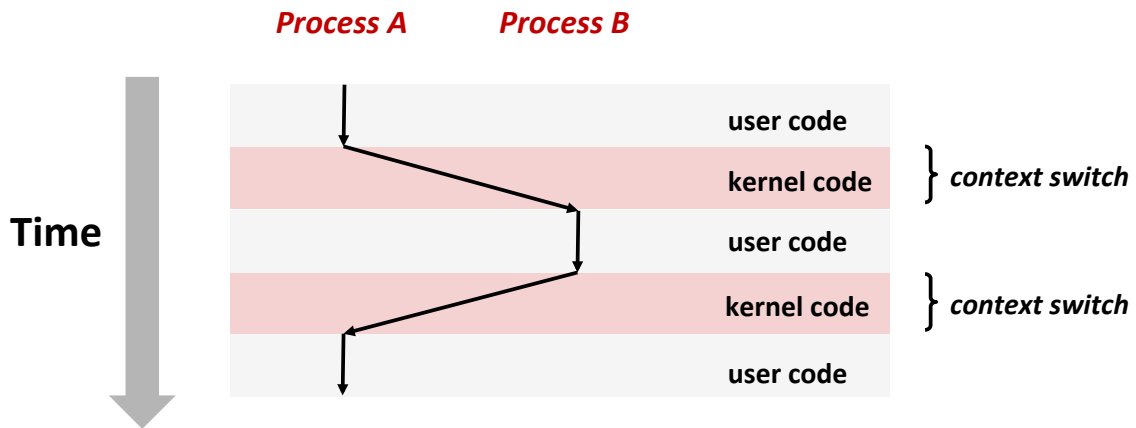 Process A Process B
user code
kernel code } context switch
Time
user code
kernel code } context switch
user code